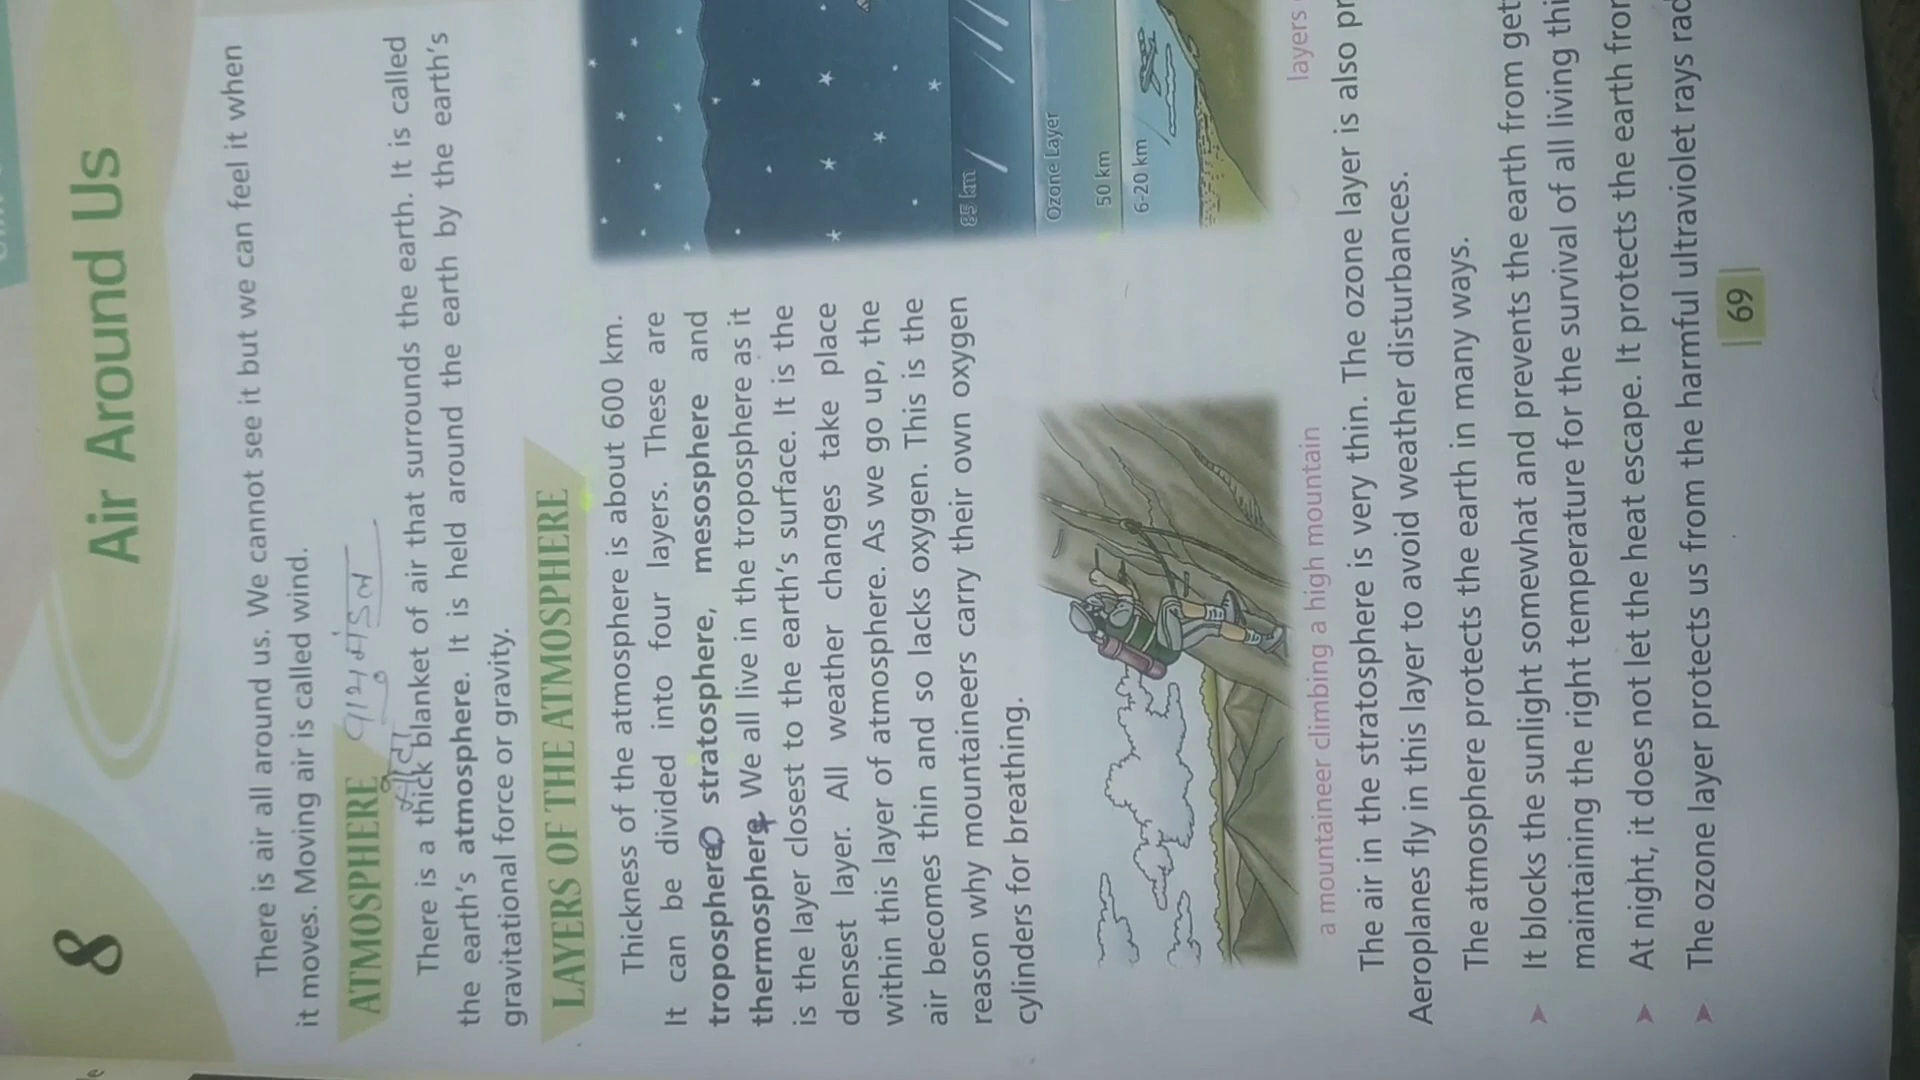 8
Air Around Us
There is air all around us. We cannot see it but we can feel it when
it moves. Moving air is called wind.
ATMOSPHERE वायुमंडल
मोटा
There is a thick blanket of air that surrounds the earth. It is called
the earth's atmosphere. It is held around the earth by the earth's
gravitational force or gravity.
LAYERS OF THE ATMOSPHERE
Thickness of the atmosphere is about 600 km.
It can be divided into four layers. These are
troposphere, stratosphere, mesosphere and
thermosphere. We all live in the troposphere as it
is the layer closest to the earth's surface. It is the
densest layer. All weather changes take place
within this layer of atmosphere. As we go up, the
air becomes thin and so lacks oxygen. This is the
reason why mountaineers carry their own oxygen
cylinders for breathing.
85 km
Ozone Layer
50 km
6-20 km
a mountaineer climbing a high mountain
layers
The air in the stratosphere is very thin. The ozone layer is also
Aeroplanes fly in this layer to avoid weather disturbances.
The atmosphere protects the earth in many ways.
It blocks the sunlight somewhat and prevents the earth from
maintaining the right temperature for the survival of all living
At night, it does not let the heat escape. It protects the earth
The ozone layer protects us from the harmful ultraviolet rays
69